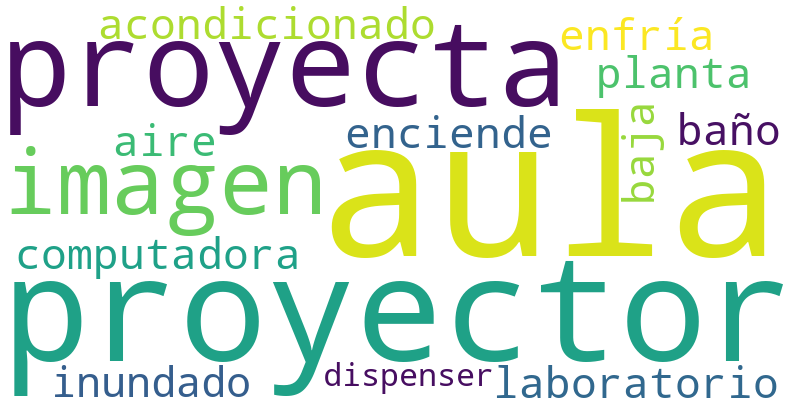 acondicionado
enfría
proyecta
planta
aire
enciende
baja
baño
imagen
aula
computadora
proyector
inundado
dispenser
laboratorio